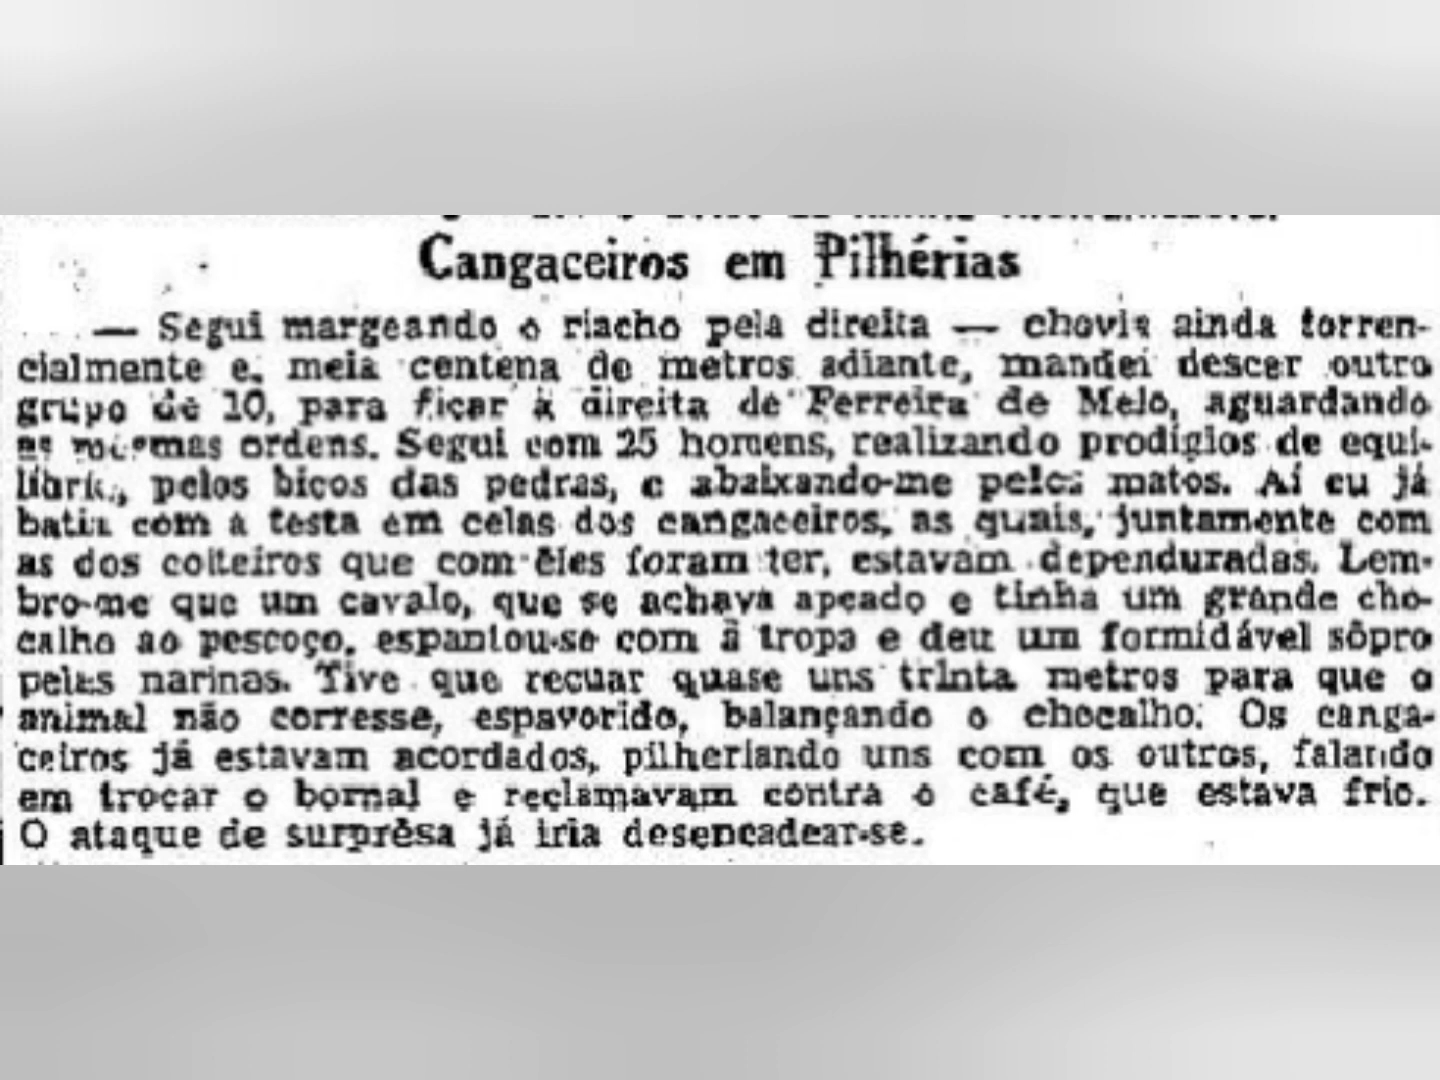 Cangaceiros em Pilhérias
— Segui margeando o riacho pela direita — chovia ainda torren-
cialmente e, meia centena de metros adiante, mandei descer outro
grupo de 10, para ficar à direita de Ferreira de Melo, aguardando
as mesmas ordens. Segui com 25 homens, realizando prodígios de equi-
líbrio, pelos bicos das pedras, e abaixando-me pelos matos. Aí eu já
batia com a testa em celas dos cangaceiros, as quais, juntamente com
as dos coiteiros que com êles foram ter, estavam dependuradas. Lem-
bro-me que um cavalo, que se achava apeado e tinha um grande cho-
calho ao pescoço, espantou-se com a tropa e deu um formidável sôpro
pelas narinas. Tive que recuar quase uns trinta metros para que o
animal não corresse, espavorido, balançando o chocalho. Os canga-
ceiros já estavam acordados, pilheriando uns com os outros, falando
em trocar o bornal e reclamavam contra o café, que estava frio.
O ataque de surprêsa já iria desencadear-se.